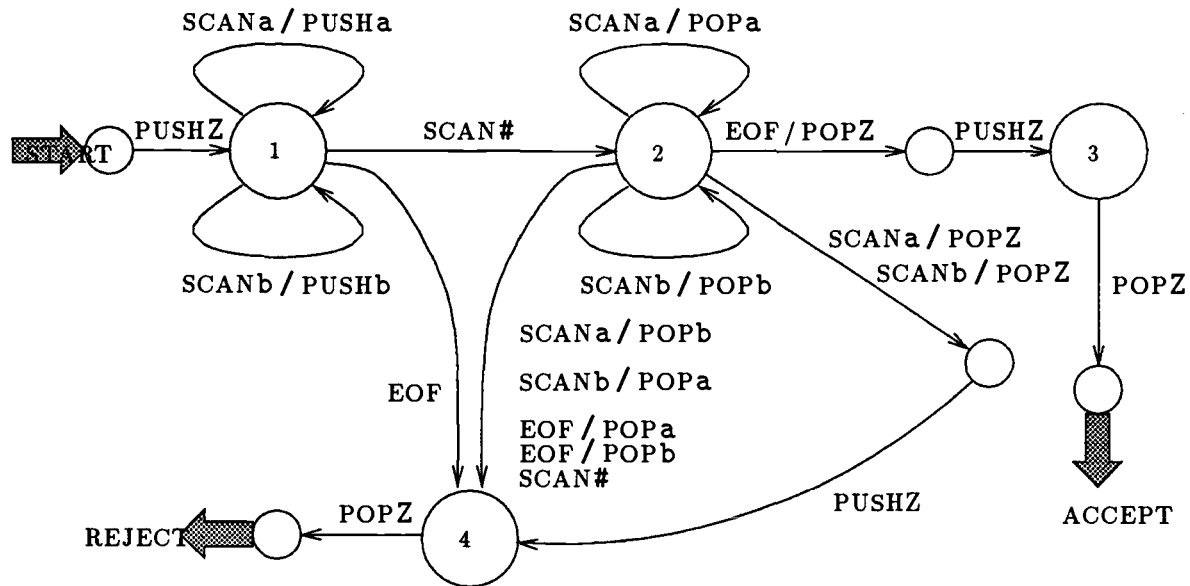 SCANa / PUSHa
SCANa / POPa
START
PUSHZ
1
SCAN#
2
EOF / POPZ
PUSHZ
3
SCANb / PUSHb
SCANb / POPb
SCANa / POPZ
SCANb / POPZ
POPZ
SCANa / POPb
EOF
SCANb / POPa
EOF / POPa
EOF / POPb
SCAN#
PUSHZ
ACCEPT
REJECT
POPZ
4